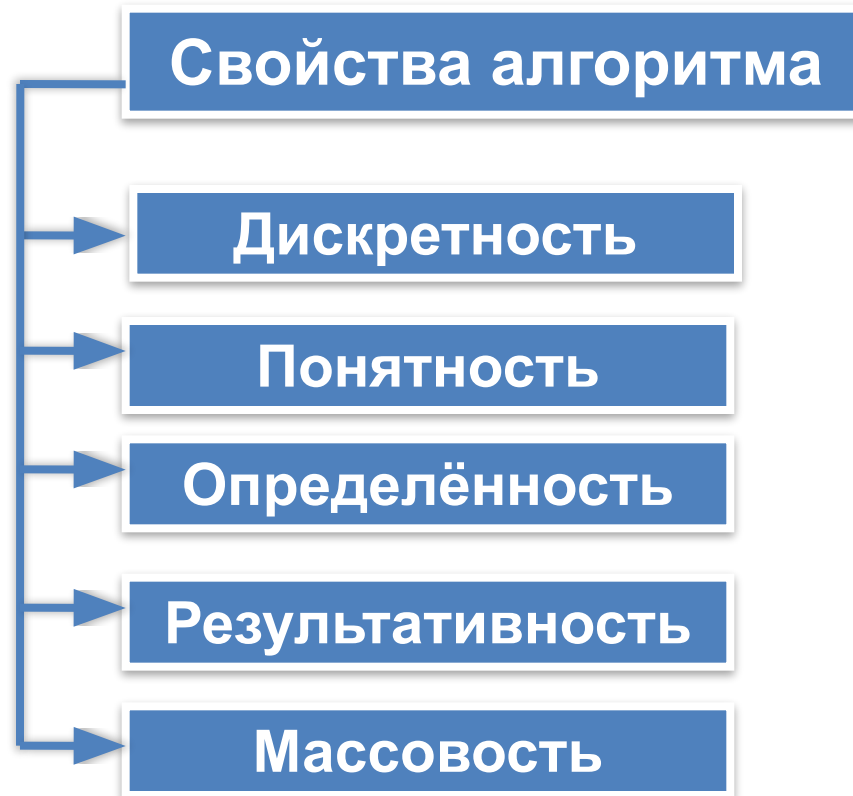 Свойства алгоритма
Дискретность
Понятность
Определённость
Результативность
Массовость